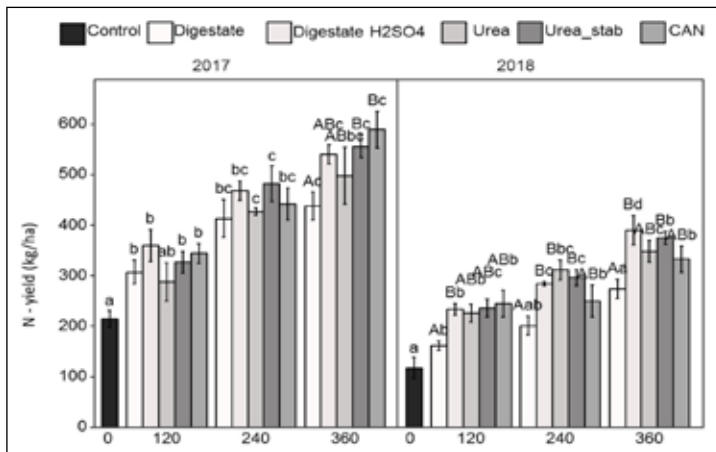 Control Digestate Digestate H2SO4 Urea Urea_stab CAN
2017 2018
N - yield (kg/ha)
600
500
400
300
200
100
0
a
b b ab b b
bc bc c c bc
Ac ABc ABbc Bc Bc
a
Ab Bb ABb ABc ABb
Aab Bc Bbc Bc ABb
Aa Bd ABc Bb ABb
0 120 240 360 0 120 240 360